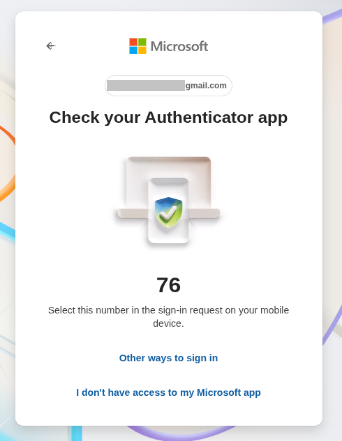 Microsoft
gmail.com
Check your Authenticator app
76
Select this number in the sign-in request on your mobile
device.
Other ways to sign in
I don't have access to my Microsoft app